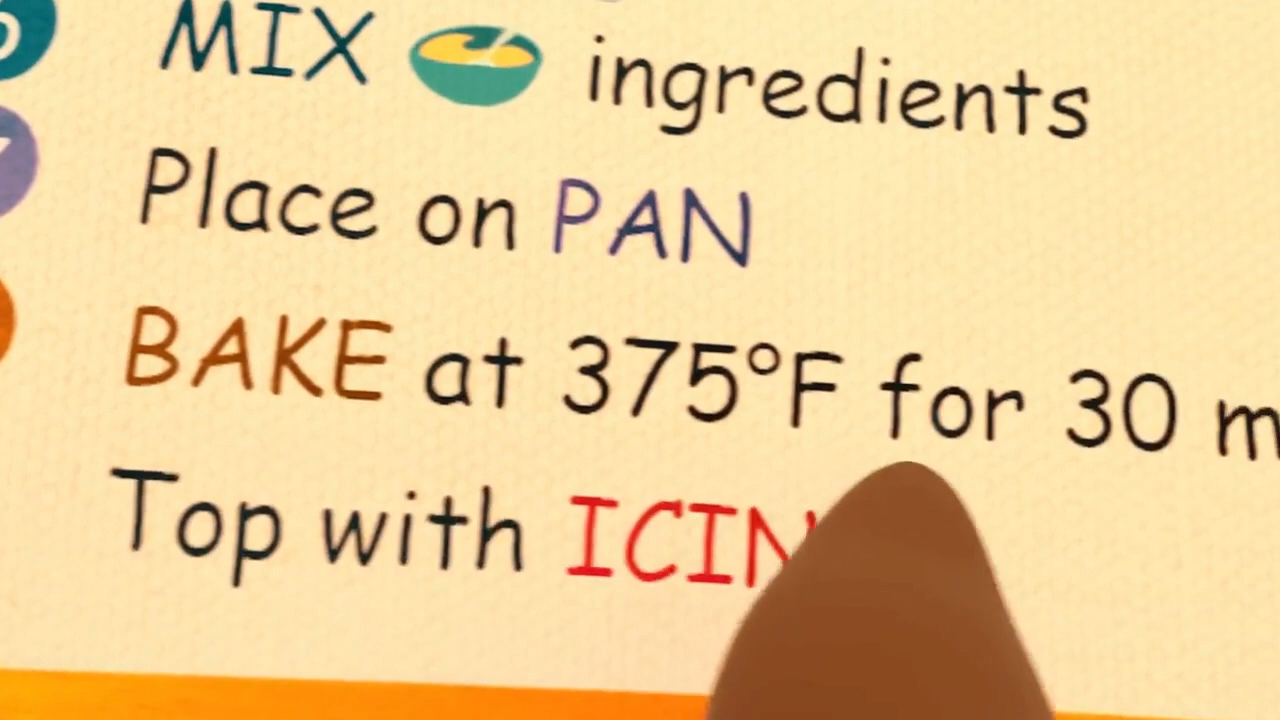 MIX ingredients
Place on PAN
BAKE at 375°F for 30 m
Top with ICIN